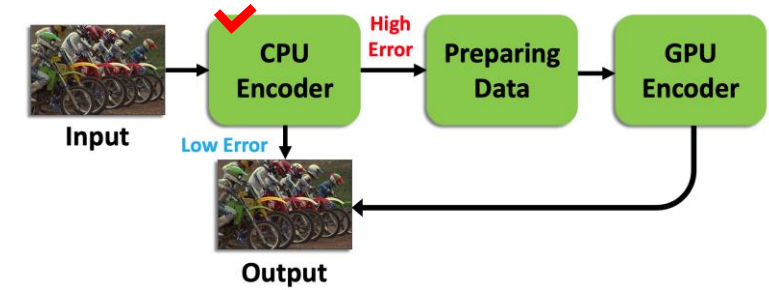 Input
CPU
Encoder
High
Error
Preparing
Data
GPU
Encoder
Low Error
Output